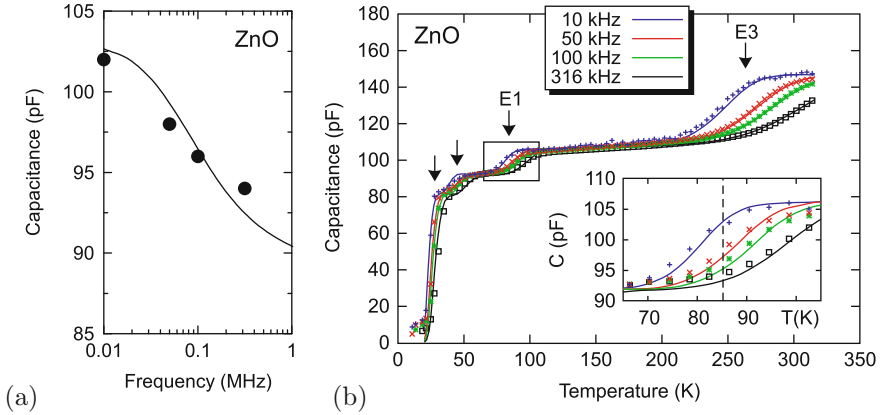 ZnO
Capacitance (pF)
105
100
95
90
85
0.01
0.1
1
Frequency (MHz)
(a)
ZnO
Capacitance (pF)
180
160
140
120
100
80
60
40
20
0
0
50
100
150
200
250
300
350
Temperature (K)
(b)
10 kHz
50 kHz
100 kHz
316 kHz
E1
E3
C (pF)
110
105
100
95
90
70
80
90
T(K)